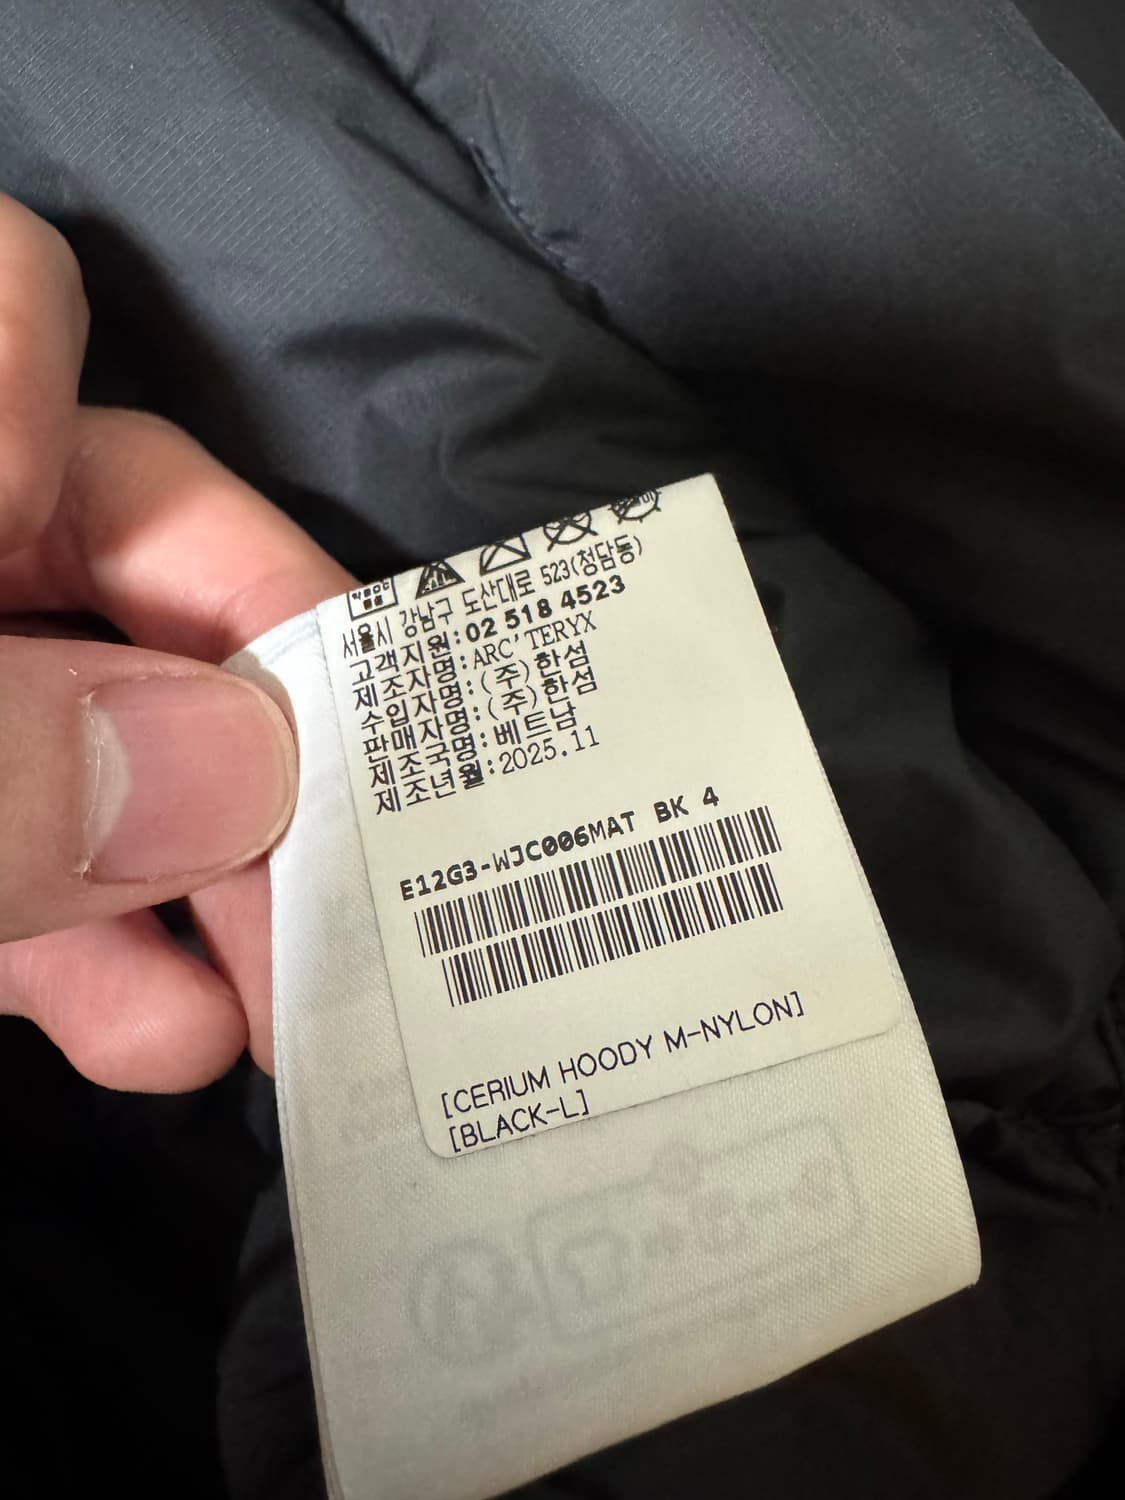 서울시 강남구 도산대로 523(청담동)
고객지원:02 518 4523
제조자명:ARC'TERYX
수입자명:(주)한섬
판매자명:(주)한섬
제조국명:베트남
제조년월:2025.11
E12G3-WJC006MAT BK 4
[CERIUM HOODY M-NYLON]
[BLACK-L]